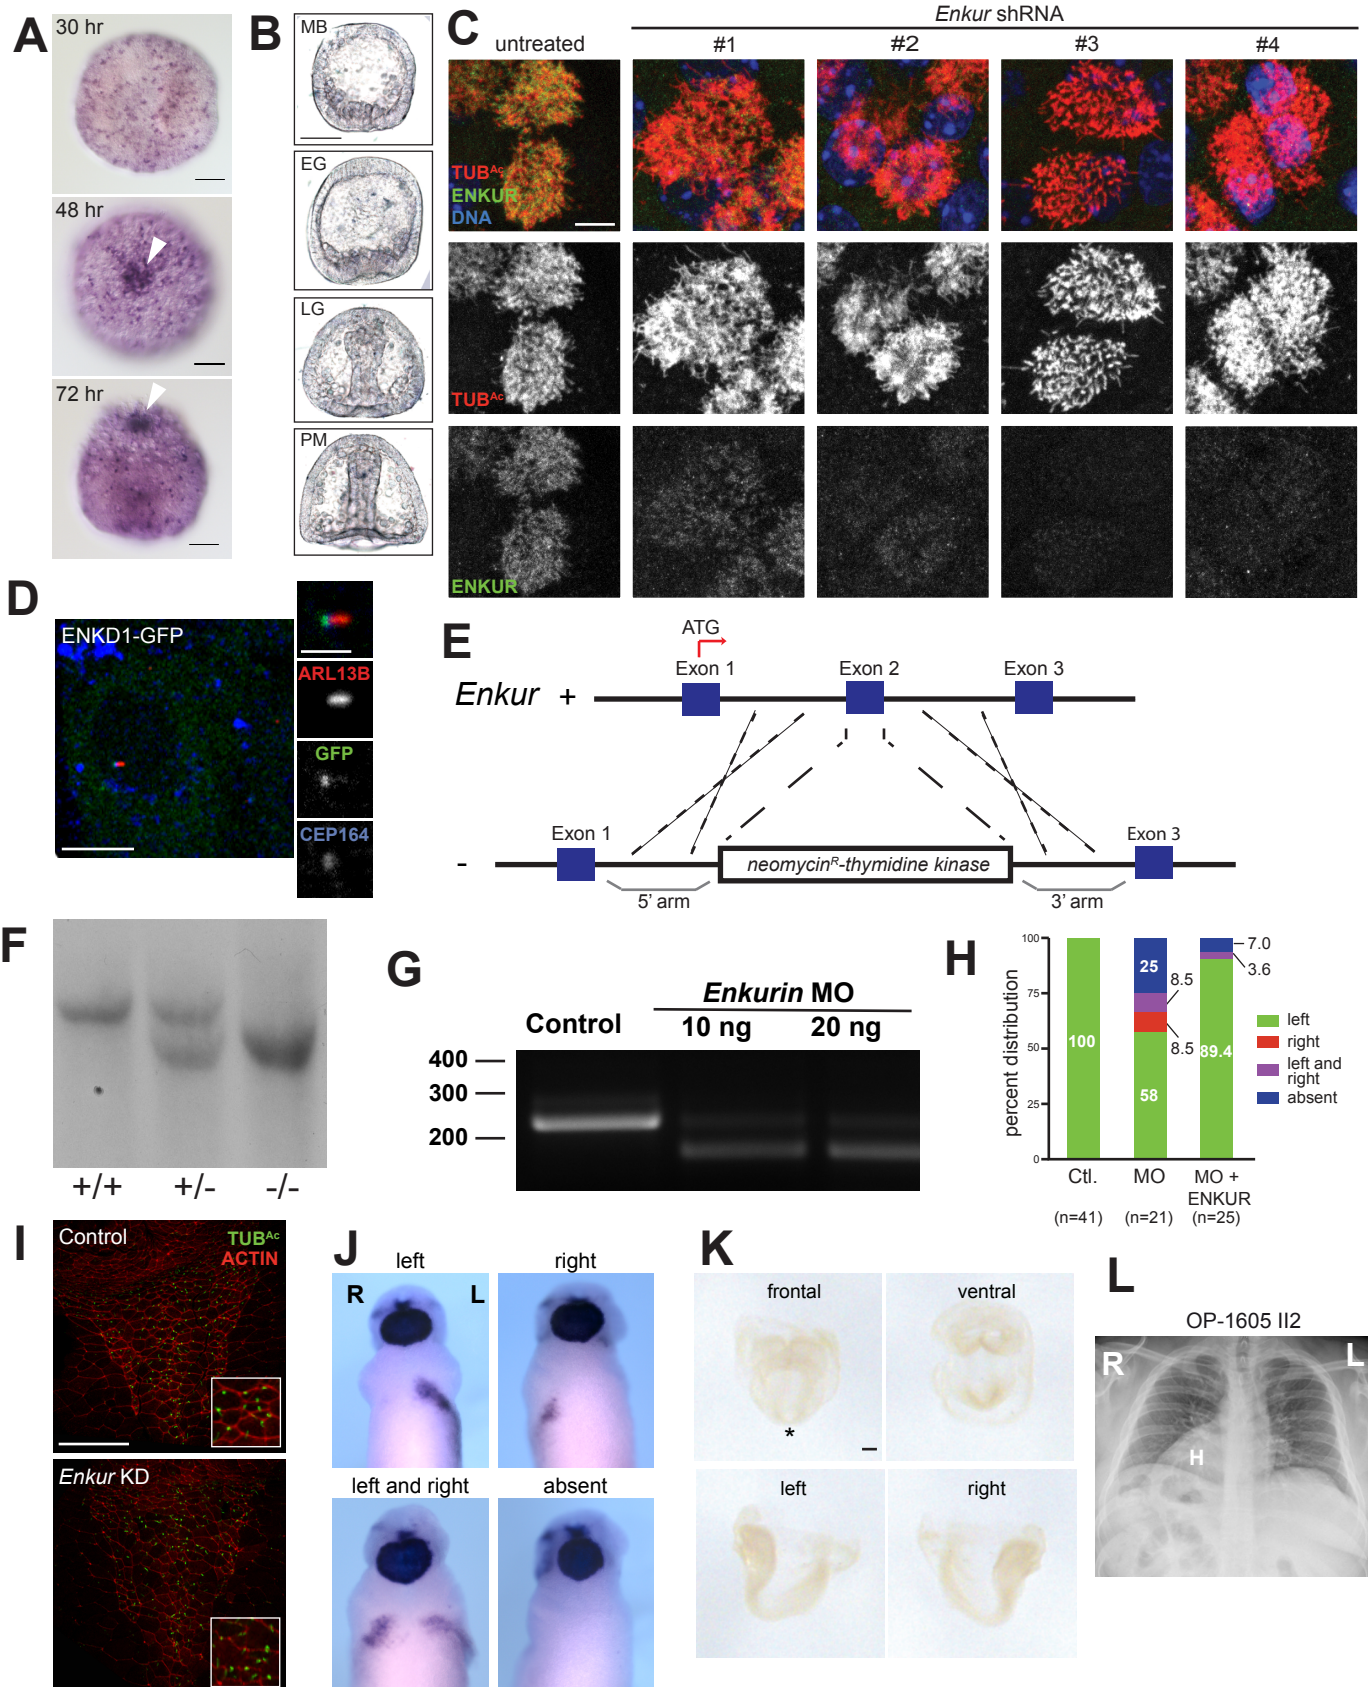 A
30 hr
48 hr
72 hr
B
MB
EG
LG
PM
C
Enkur shRNA
untreated
#1
#2
#3
#4
TUBAc
ENKUR
DNA
TUBAc
ENKUR
D
ENKD1-GFP
ARL13B
GFP
CEP164
E
ATG
Exon 1
Exon 2
Exon 3
Enkur +
Exon 1
Exon 3
-
neomycinR-thymidine kinase
5' arm
3' arm
F
+/+
+/-
-/-
G
Enkurin MO
Control
10 ng
20 ng
400
300
200
H
percent distribution
100
75
50
25
0
100
25
8.5
8.5
58
7.0
3.6
89.4
left
right
left and
right
absent
Ctl.
MO
MO +
ENKUR
(n=41)
(n=21)
(n=25)
I
Control
TUBAc
ACTIN
Enkur KD
J
left
right
R
L
left and right
absent
K
frontal
ventral
*
left
right
L
OP-1605 II2
R
L
H